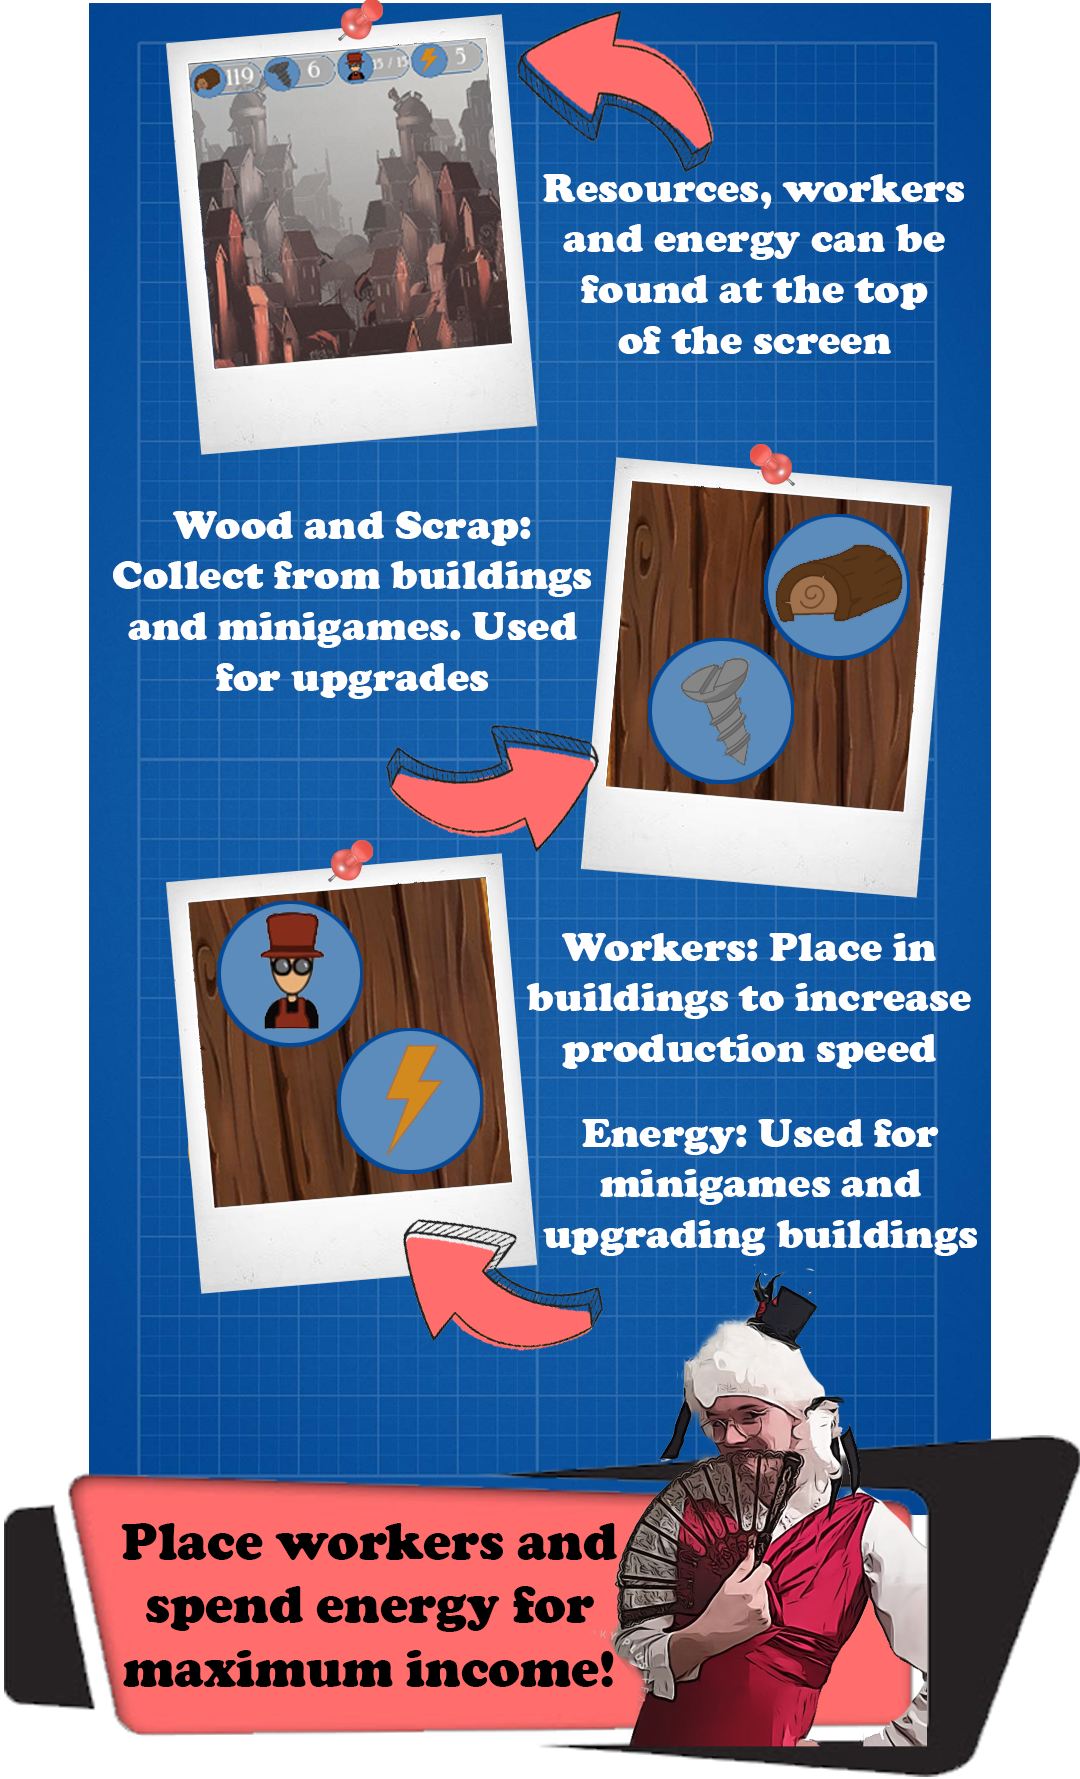 119 6 15 / 15 5
Resources, workers
and energy can be
found at the top
of the screen
Wood and Scrap:
Collect from buildings
and minigames. Used
for upgrades
Workers: Place in
buildings to increase
production speed
Energy: Used for
minigames and
upgrading buildings
Place workers and
spend energy for
maximum income!